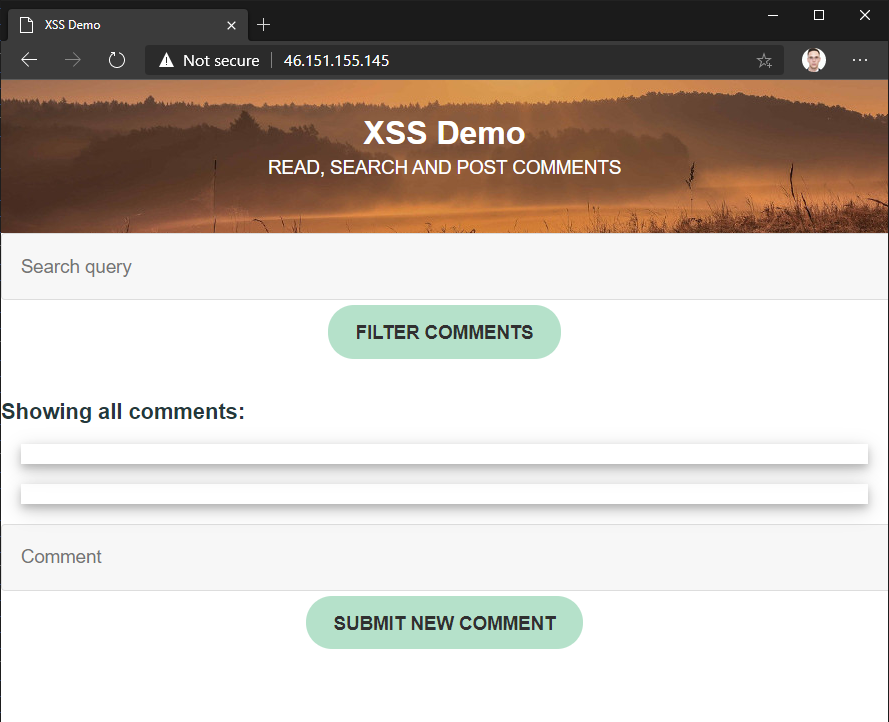 XSS Demo
Not secure
46.151.155.145
XSS Demo
READ, SEARCH AND POST COMMENTS
Search query
FILTER COMMENTS
Showing all comments:
Comment
SUBMIT NEW COMMENT